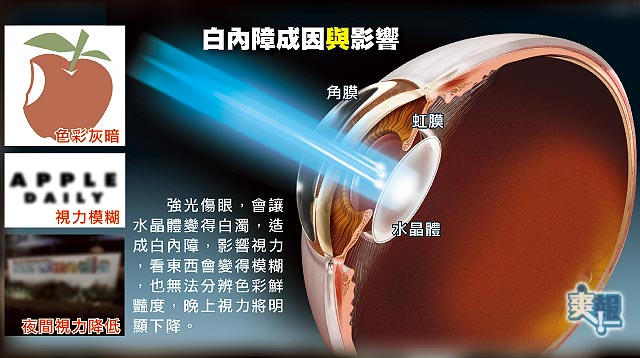 白內障成因與影響
角膜
虹膜
水晶體
色彩灰暗
APPLE
DAILY
視力模糊
夜間視力降低
強光傷眼，會讓
水晶體變得白濁，造
成白內障，影響視力
，看東西會變得模糊
，也無法分辨色彩鮮
豔度，晚上視力將明
顯下降。
爽報